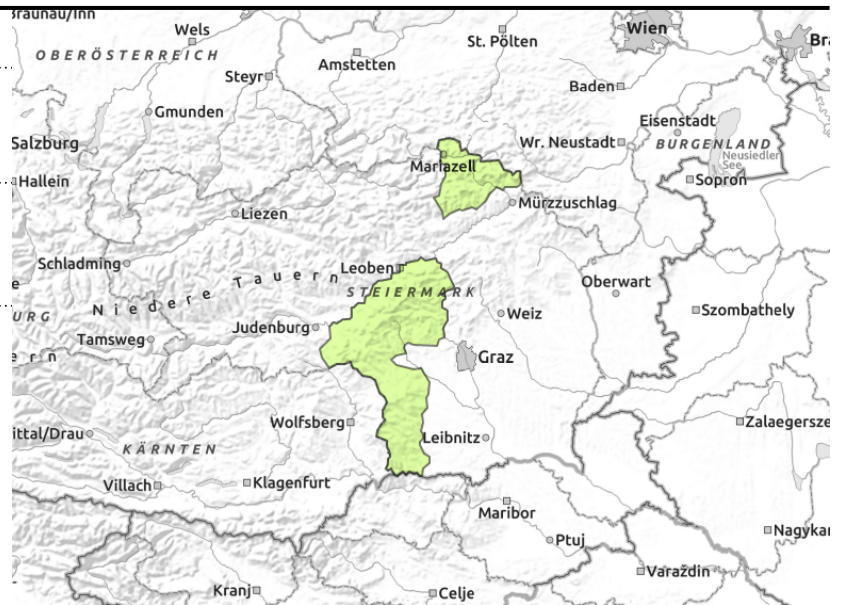 Braunau/Inn
Wels
Wien
St. Pölten
OBERÖSTERREICH
Amstetten
Steyr
Baden
Gmunden
Eisenstadt
Salzburg
Wr. Neustadt
BURGENLAND
Neusiedler
See
Mariazell
Hallein
Sopron
Mürzzuschlag
Liezen
Schladming
Leoben
Niedere Tauern
STEIERMARK
Oberwart
URG
Weiz
Szombathely
Judenburg
Tamsweg
ern
Graz
Wolfsberg
Zalaegersze
ittal/Drau
Leibnitz
KÄRNTEN
Villach
Klagenfurt
Maribor
Nagykan
Ptuj
Varaždin
Kranj
Celje